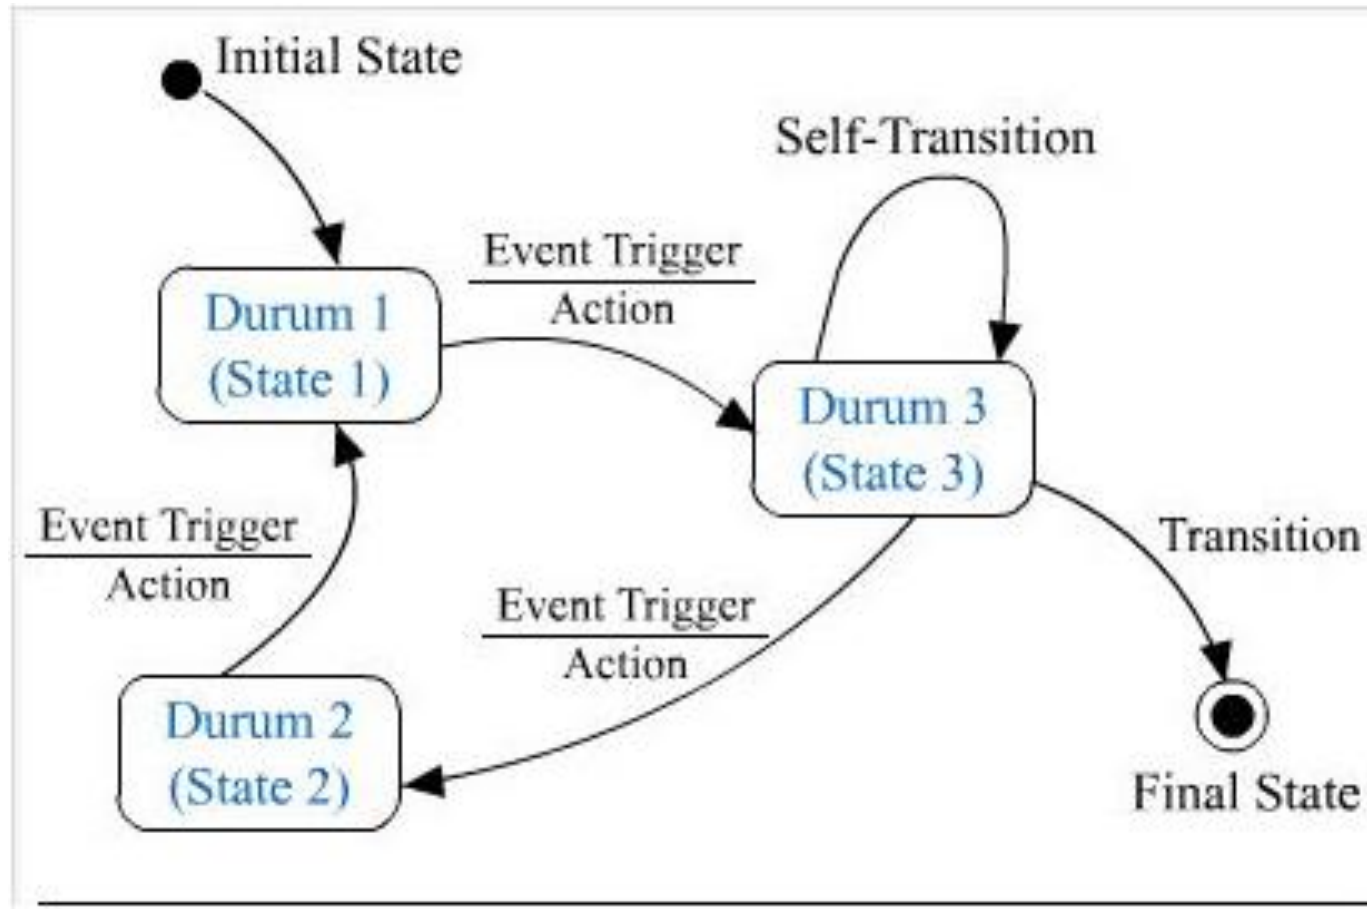 Initial State
Self-Transition
Event Trigger
Action
Durum 1
(State 1)
Durum 3
(State 3)
Event Trigger
Action
Transition
Event Trigger
Action
Durum 2
(State 2)
Final State